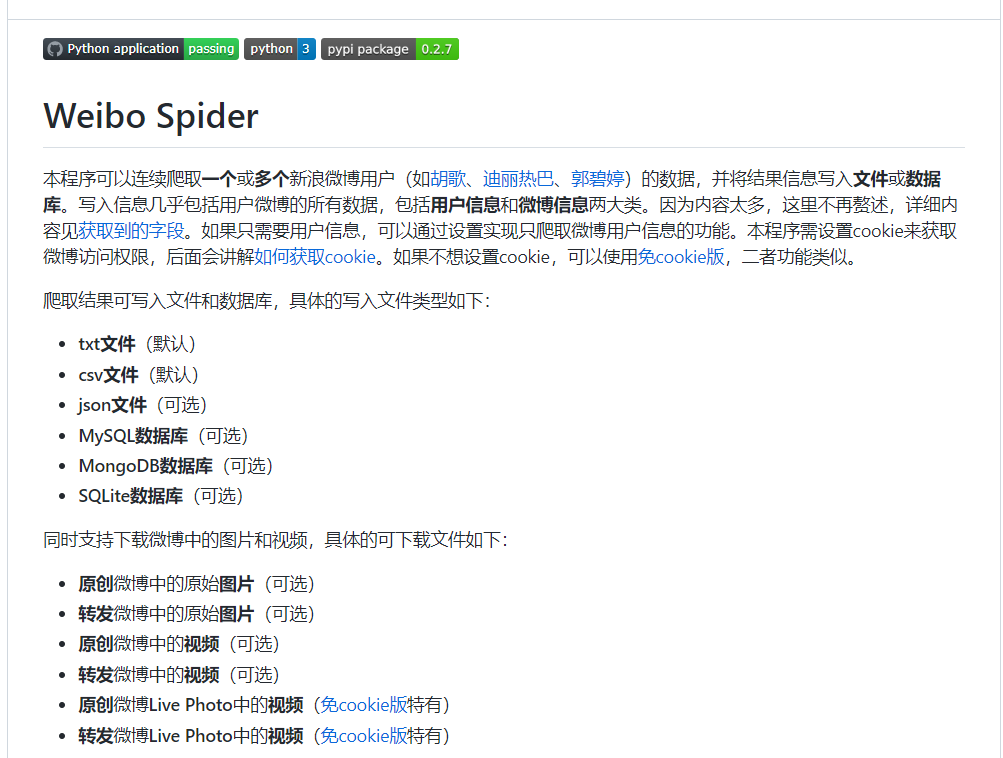 Python application passing python 3 pypi package 0.2.7
Weibo Spider
本程序可以连续爬取一个或多个新浪微博用户（如胡歌、迪丽热巴、郭碧婷）的数据，并将结果信息写入文件或数据
库。写入信息几乎包括用户微博的所有数据，包括用户信息和微博信息两大类。因为内容太多，这里不再赘述，详细内
容见获取到的字段。如果只需要用户信息，可以通过设置实现只爬取微博用户信息的功能。本程序需设置cookie来获取
微博访问权限，后面会讲解如何获取cookie。如果不想设置cookie，可以使用免cookie版，二者功能类似。
爬取结果可写入文件和数据库，具体的写入文件类型如下：
• txt文件（默认）
• csv文件（默认）
• json文件（可选）
• MySQL数据库（可选）
• MongoDB数据库（可选）
• SQLite数据库（可选）
同时支持下载微博中的图片和视频，具体的可下载文件如下：
• 原创微博中的原始图片（可选）
• 转发微博中的原始图片（可选）
• 原创微博中的视频（可选）
• 转发微博中的视频（可选）
• 原创微博Live Photo中的视频（免cookie版特有）
• 转发微博Live Photo中的视频（免cookie版特有）